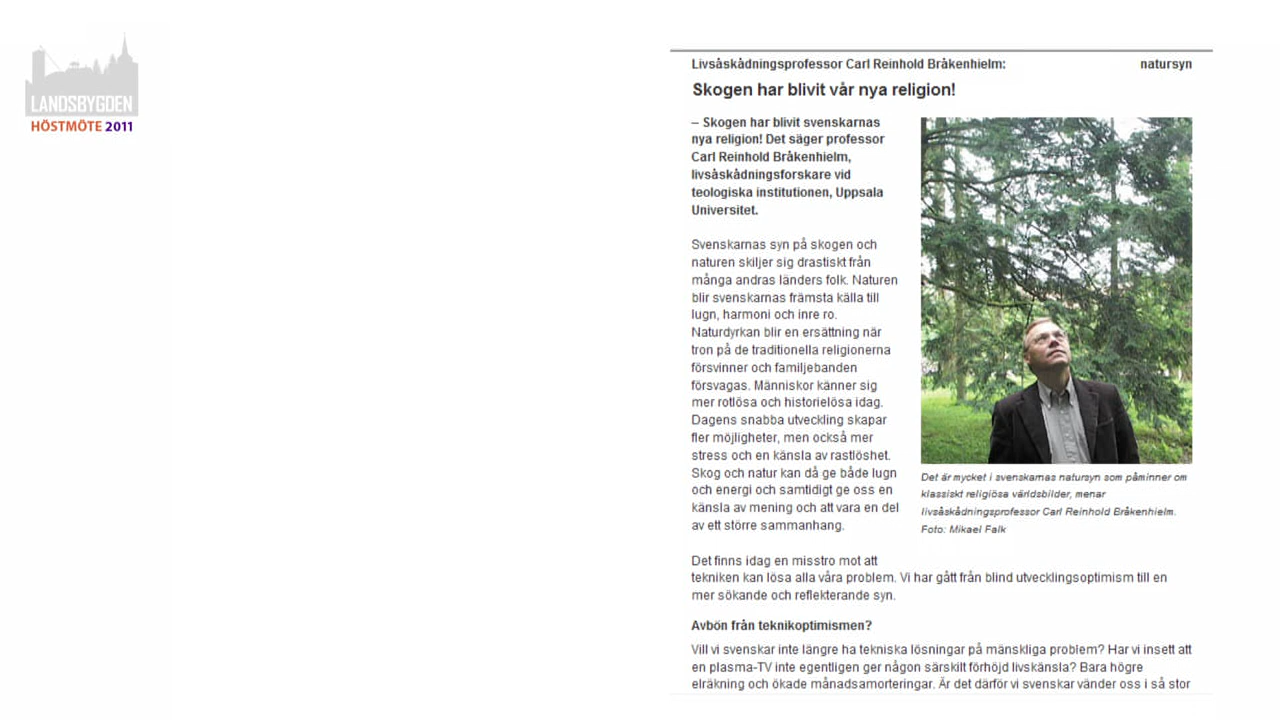 LANDSBYGDEN
HÖSTMÖTE 2011
Livsåskådningsprofessor Carl Reinhold Bråkenhielm: natursyn
Skogen har blivit vår nya religion!
– Skogen har blivit svenskarnas
nya religion! Det säger professor
Carl Reinhold Bråkenhielm,
livsåskådningsforskare vid
teologiska institutionen, Uppsala
Universitet.
Svenskarnas syn på skogen och
naturen skiljer sig drastiskt från
många andras länders folk. Naturen
blir svenskarnas främsta källa till
lugn, harmoni och inre ro.
Naturdyrkan blir en ersättning när
tron på de traditionella religionerna
försvinner och familjebanden
försvagas. Människor känner sig
mer rotlösa och historielösa idag.
Dagens snabba utveckling skapar
fler möjligheter, men också mer
stress och en känsla av rastlöshet.
Skog och natur kan då ge både lugn
och energi och samtidigt ge oss en
känsla av mening och att vara en del
av ett större sammanhang.
Det är mycket i svenskarnas natursyn som påminner om
klassiskt religiösa världsbilder, menar
livsåskådningsprofessor Carl Reinhold Bråkenhielm.
Foto: Mikael Falk
Det finns idag en misstro mot att
tekniken kan lösa alla våra problem. Vi har gått från blind utvecklingsoptimism till en
mer sökande och reflekterande syn.
Avbön från teknikoptimismen?
Vill vi svenskar inte längre ha tekniska lösningar på mänskliga problem? Har vi insett att
en plasma-TV inte egentligen ger någon särskilt förhöjd livskänsla? Bara högre
elräkning och ökade månadsamorteringar. Är det därför vi svenskar vänder oss i så stor